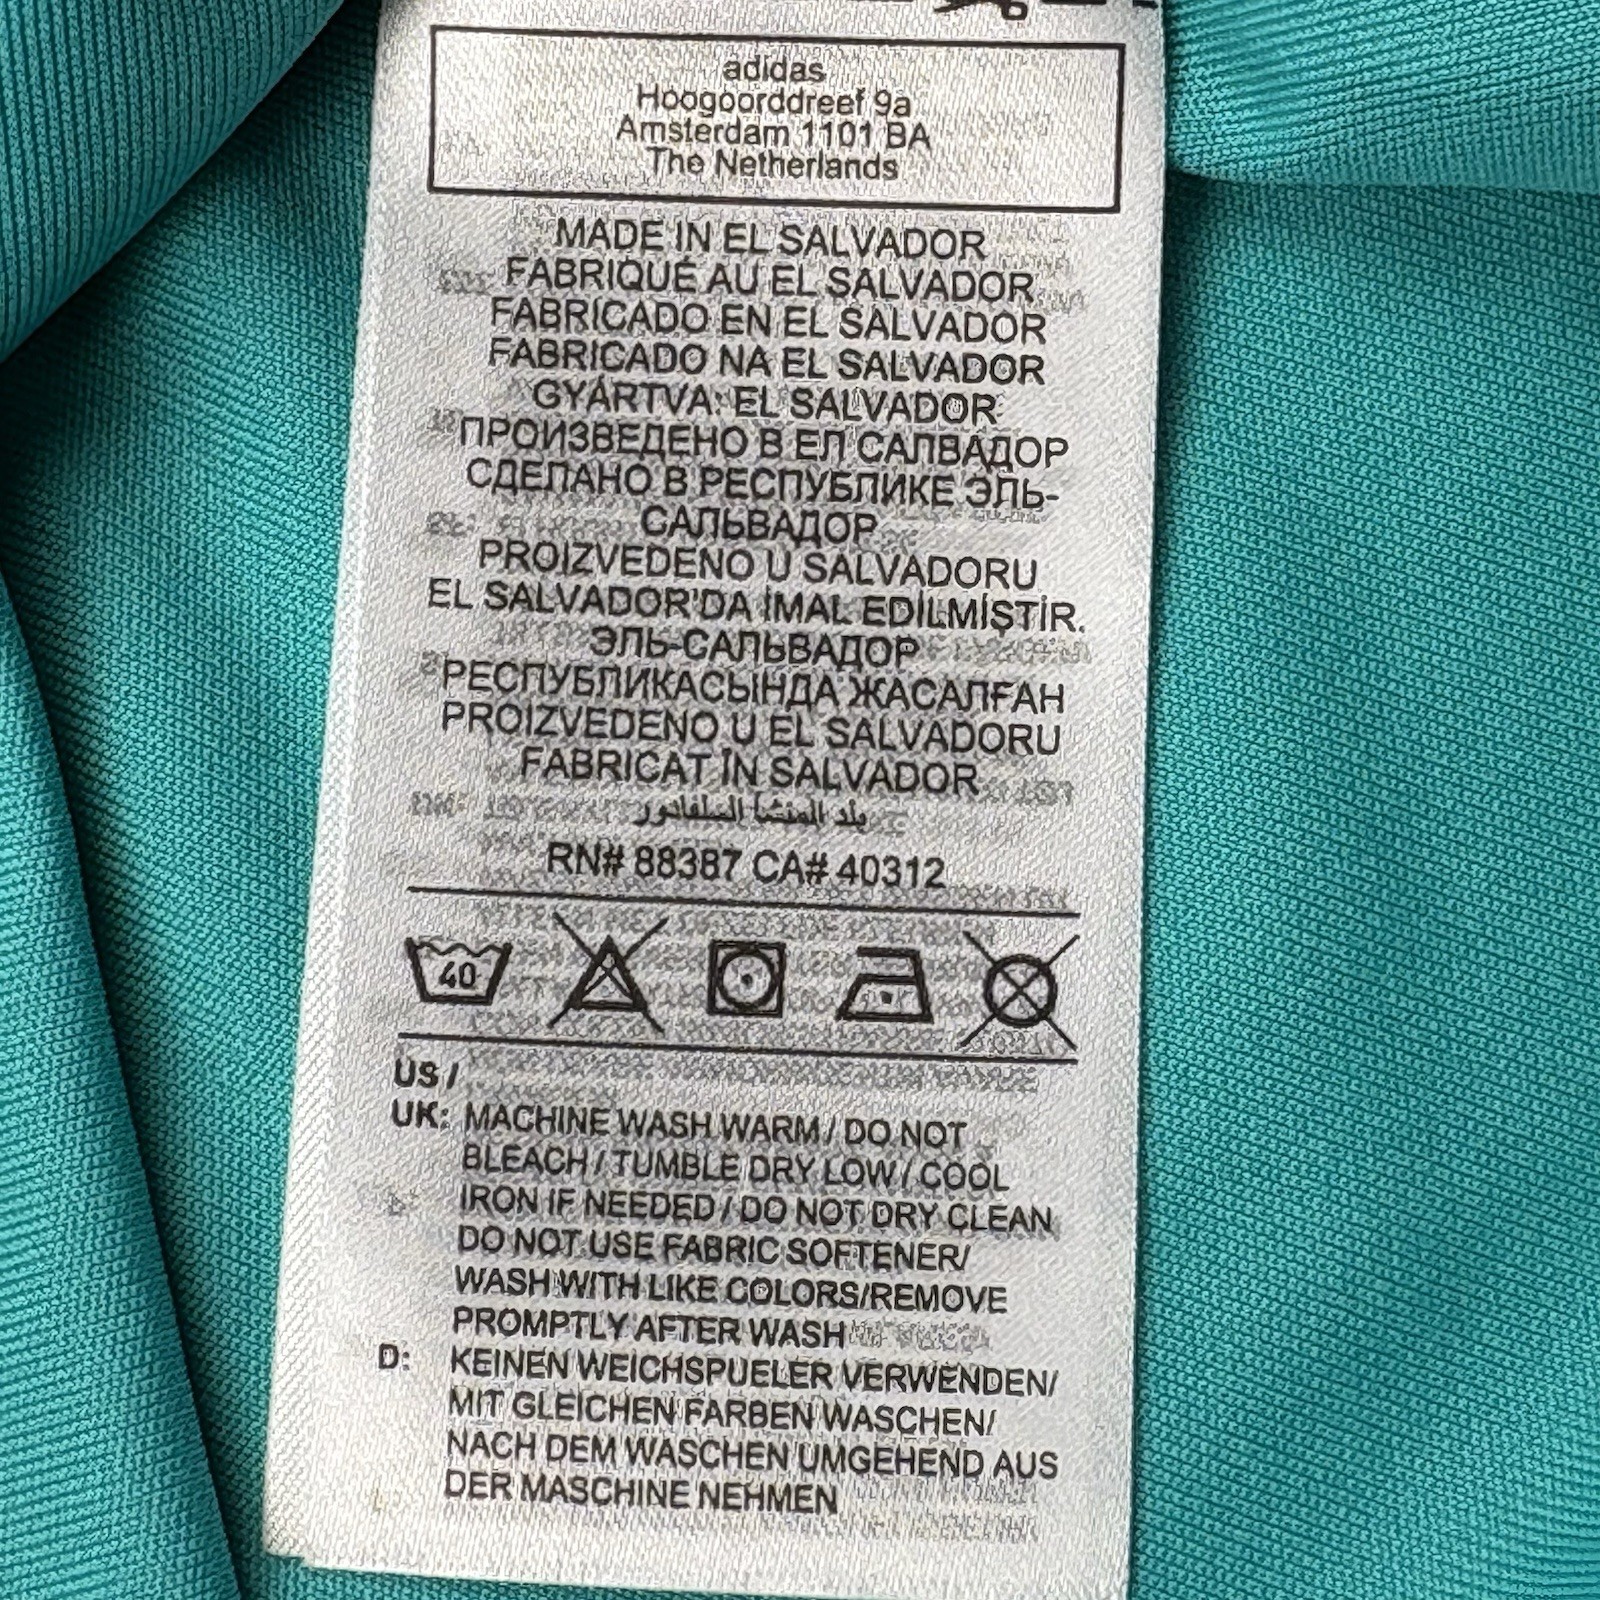 adidas
Hoogoorddreef 9a
Amsterdam 1101 BA
The Netherlands
MADE IN EL SALVADOR
FABRIQUÉ AU EL SALVADOR
FABRICADO EN EL SALVADOR
FABRICADO NA EL SALVADOR
GYÁRTVA: EL SALVADOR
ПРОИЗВЕДЕНО В ЕЛ САЛВАДОР
СДЕЛАНО В РЕСПУБЛИКЕ ЭЛЬ-
САЛЬВАДОР
PROIZVEDENO U SALVADORU
EL SALVADOR'DA İMAL EDİLMİŞTİR.
ЭЛЬ-САЛЬВАДОР
РЕСПУБЛИКАСЫНДА ЖАСАЛҒАН
PROIZVEDENO U EL SALVADORU
FABRICAT ÎN SALVADOR
بلد المنشأ السلفادور
RN# 88387 CA# 40312
40
US /
UK: MACHINE WASH WARM / DO NOT
BLEACH / TUMBLE DRY LOW / COOL
IRON IF NEEDED / DO NOT DRY CLEAN
DO NOT USE FABRIC SOFTENER/
WASH WITH LIKE COLORS/REMOVE
PROMPTLY AFTER WASH
D: KEINEN WEICHSPUELER VERWENDEN/
MIT GLEICHEN FARBEN WASCHEN/
NACH DEM WASCHEN UMGEHEND AUS
DER MASCHINE NEHMEN